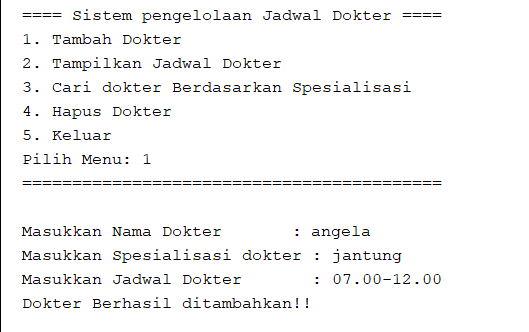 ==== Sistem pengelolaan Jadwal Dokter ====
1. Tambah Dokter
2. Tampilkan Jadwal Dokter
3. Cari dokter Berdasarkan Spesialisasi
4. Hapus Dokter
5. Keluar
Pilih Menu: 1
==========================================
Masukkan Nama Dokter       : angela
Masukkan Spesialisasi dokter : jantung
Masukkan Jadwal Dokter       : 07.00-12.00
Dokter Berhasil ditambahkan!!